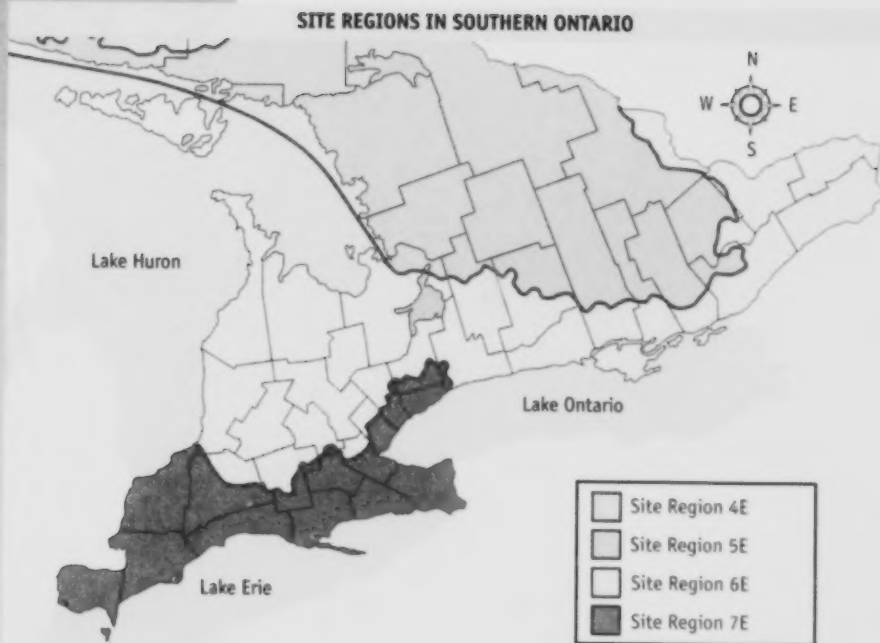 SITE REGIONS IN SOUTHERN ONTARIO
N
W E
S
Lake Huron
Lake Ontario
Lake Erie
Site Region 4E
Site Region 5E
Site Region 6E
Site Region 7E